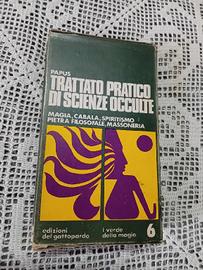 PAPUS
TRATTATO PRATICO
DI SCIENZE OCCULTE
MAGIA, CABALA, SPIRITISMO
PIETRA FILOSOFALE, MASSONERIA
edizioni
del gattopardo
i verde
della magia
6